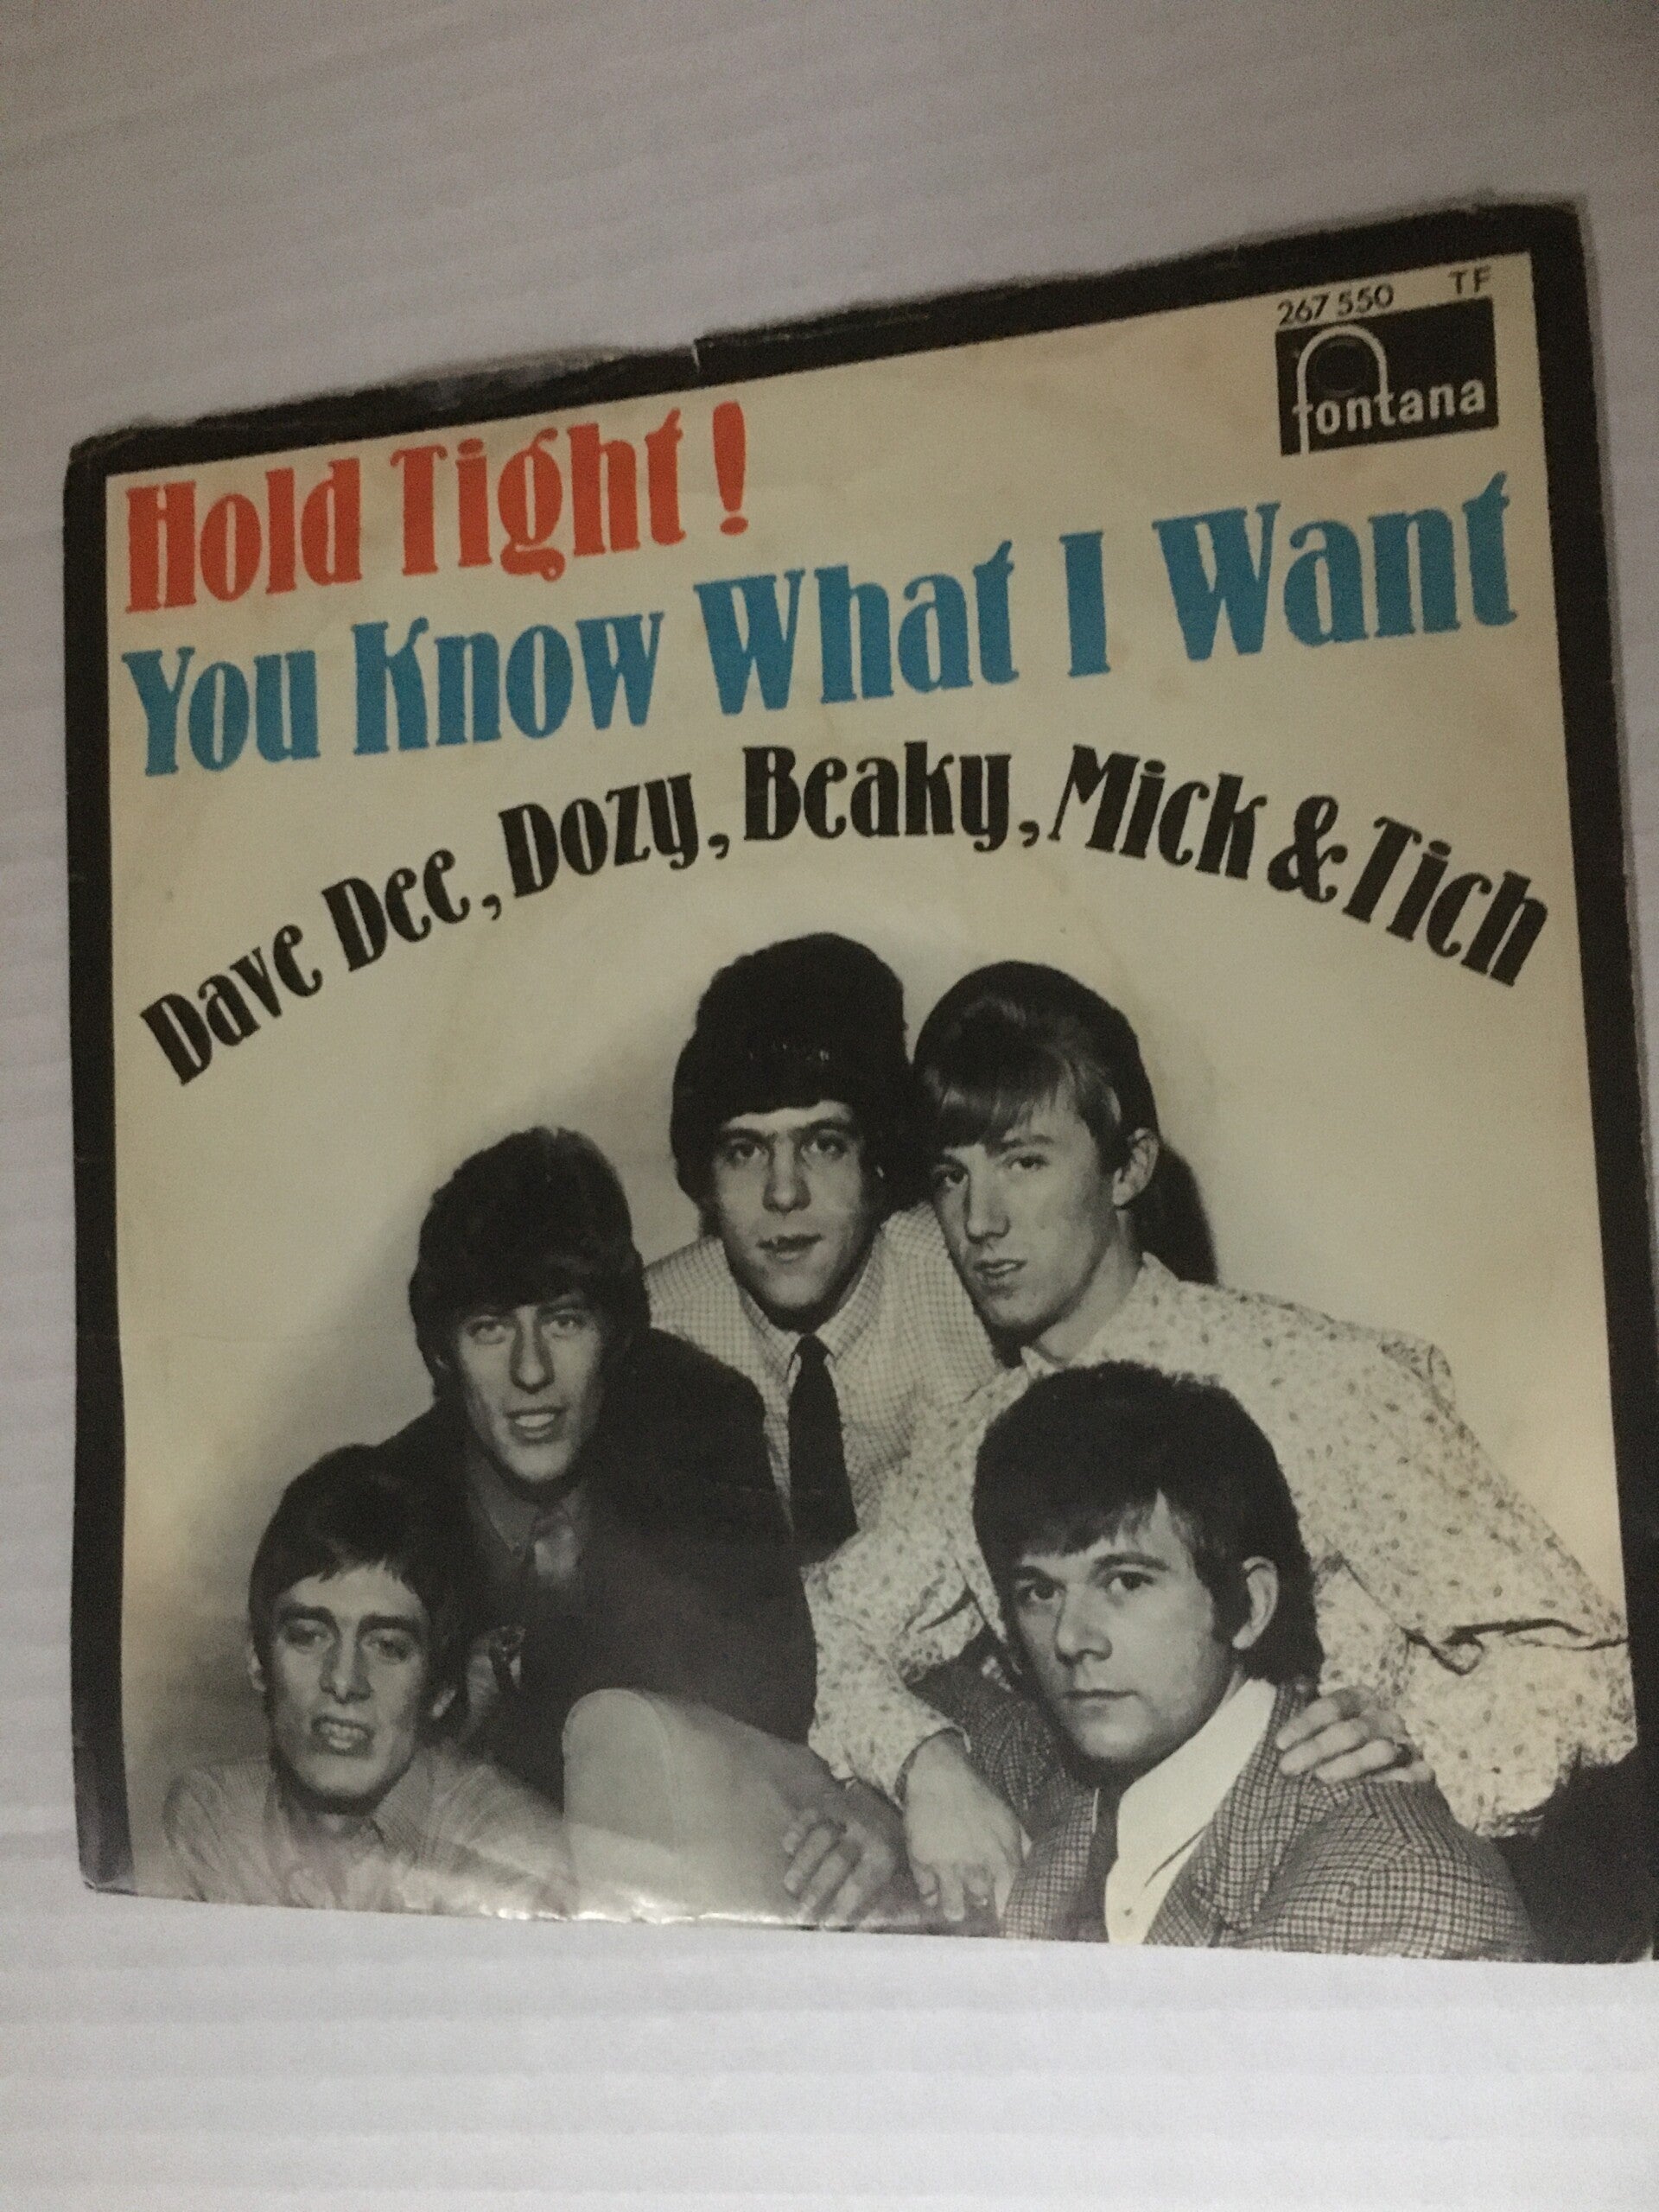 267 550 TF
fontana
Hold Tight!
You Know What I Want
Dave Dee, Dozy, Beaky, Mick & Tich